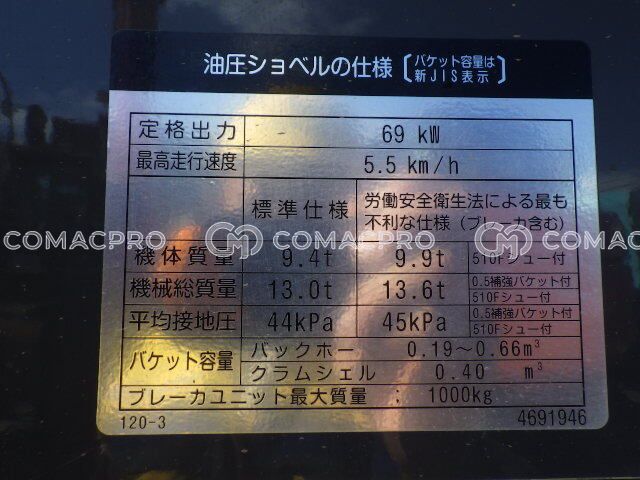 油圧ショベルの仕様 〔バケット容量は
新JIS表示〕
定格出力 69 kW
最高走行速度 5.5 km/h
標準仕様 労働安全衛生法による最も
不利な仕様(ブレーカ含む)
COMACPRO COMACPRO COMACPRO
機体質量 9.4t 9.9t 510Fシュー付
機械総質量 13.0t 13.6t 0.5補強バケット付
510Fシュー付
平均接地圧 44kPa 45kPa 0.5補強バケット付
510Fシュー付
バケット容量 バックホー 0.19〜0.66m³
クラムシェル 0.40 m³
ブレーカユニット最大質量 : 1000kg
120-3 4691946